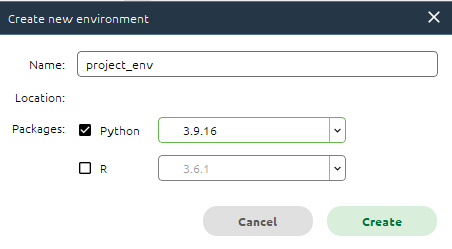 Create new environment
Name: project_env
Location:
Packages: Python 3.9.16
R 3.6.1
Cancel Create